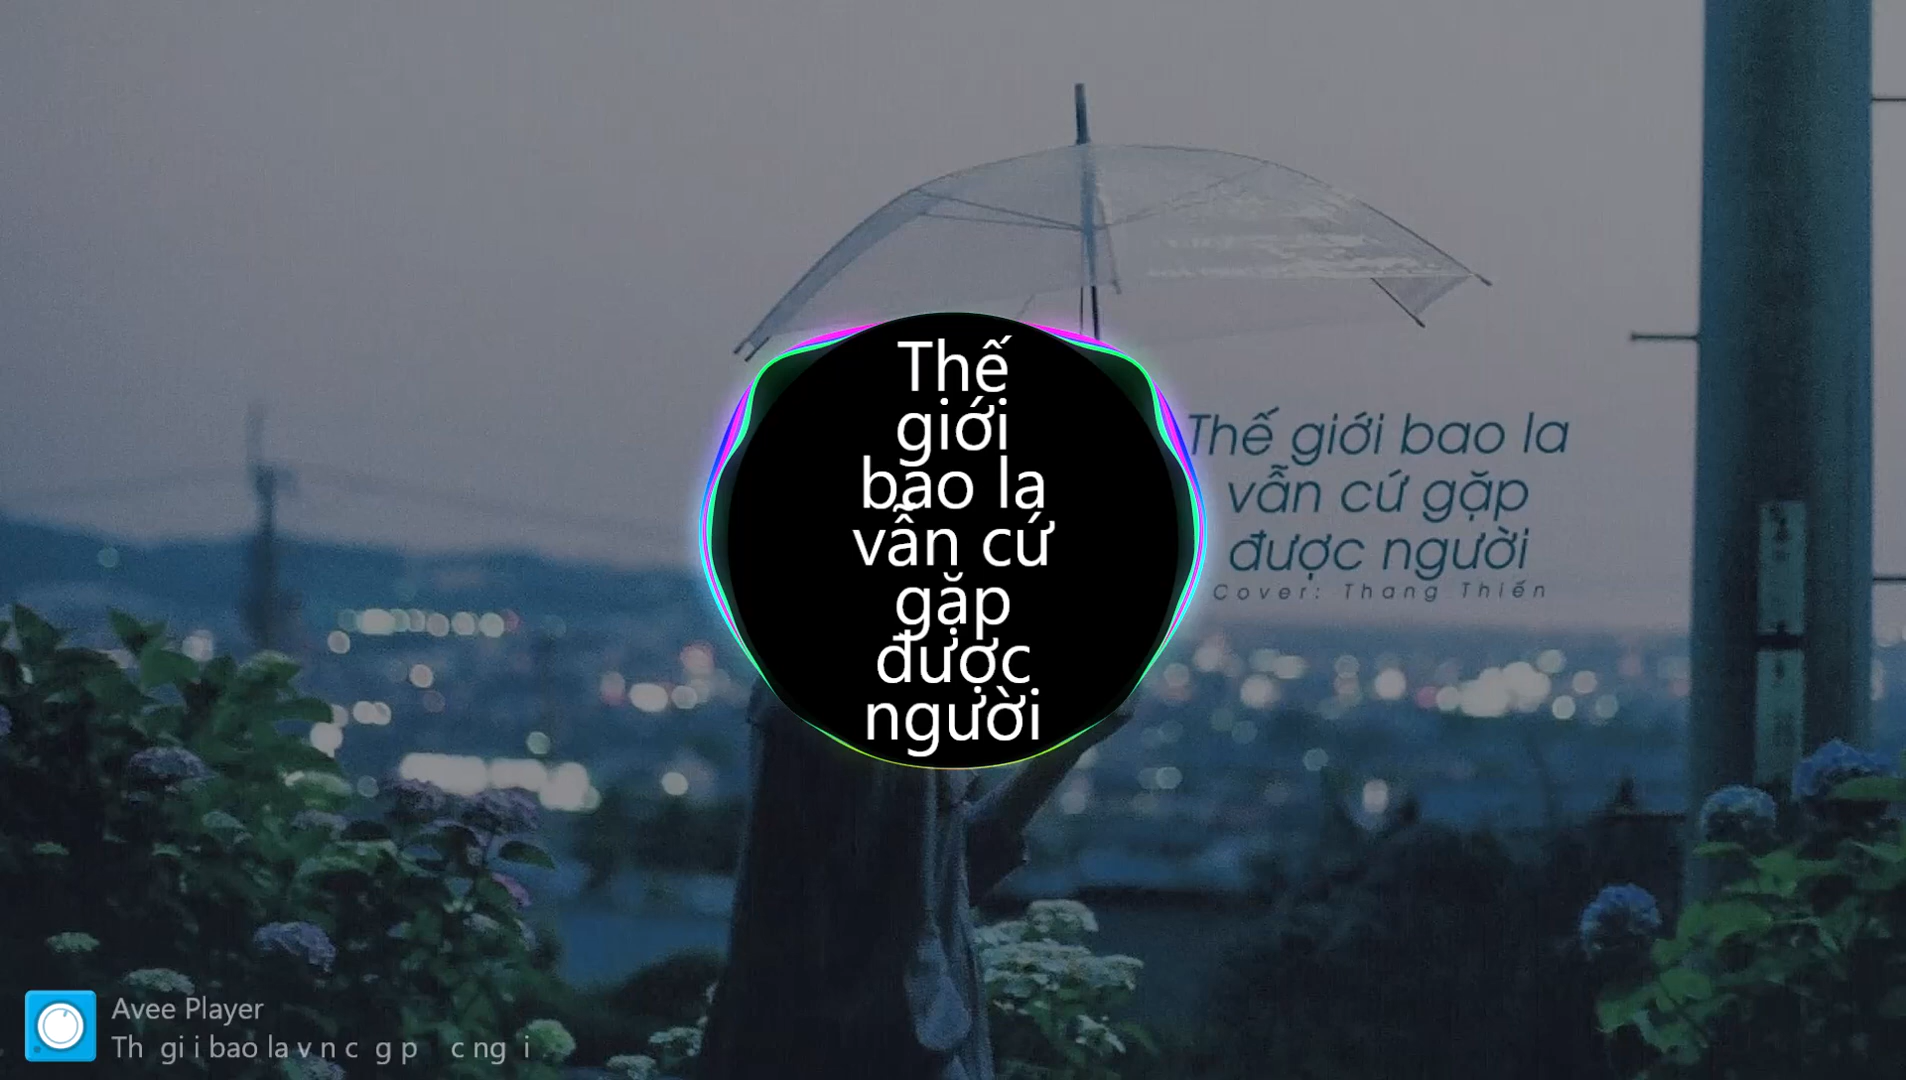 Thế
giới
bao la
vẫn cứ
gặp
được
người
Thế giới bao la
vẫn cứ gặp
được người
Cover: Thang Thiến
Avee Player
Th gi i bao la v n c g p c ng i